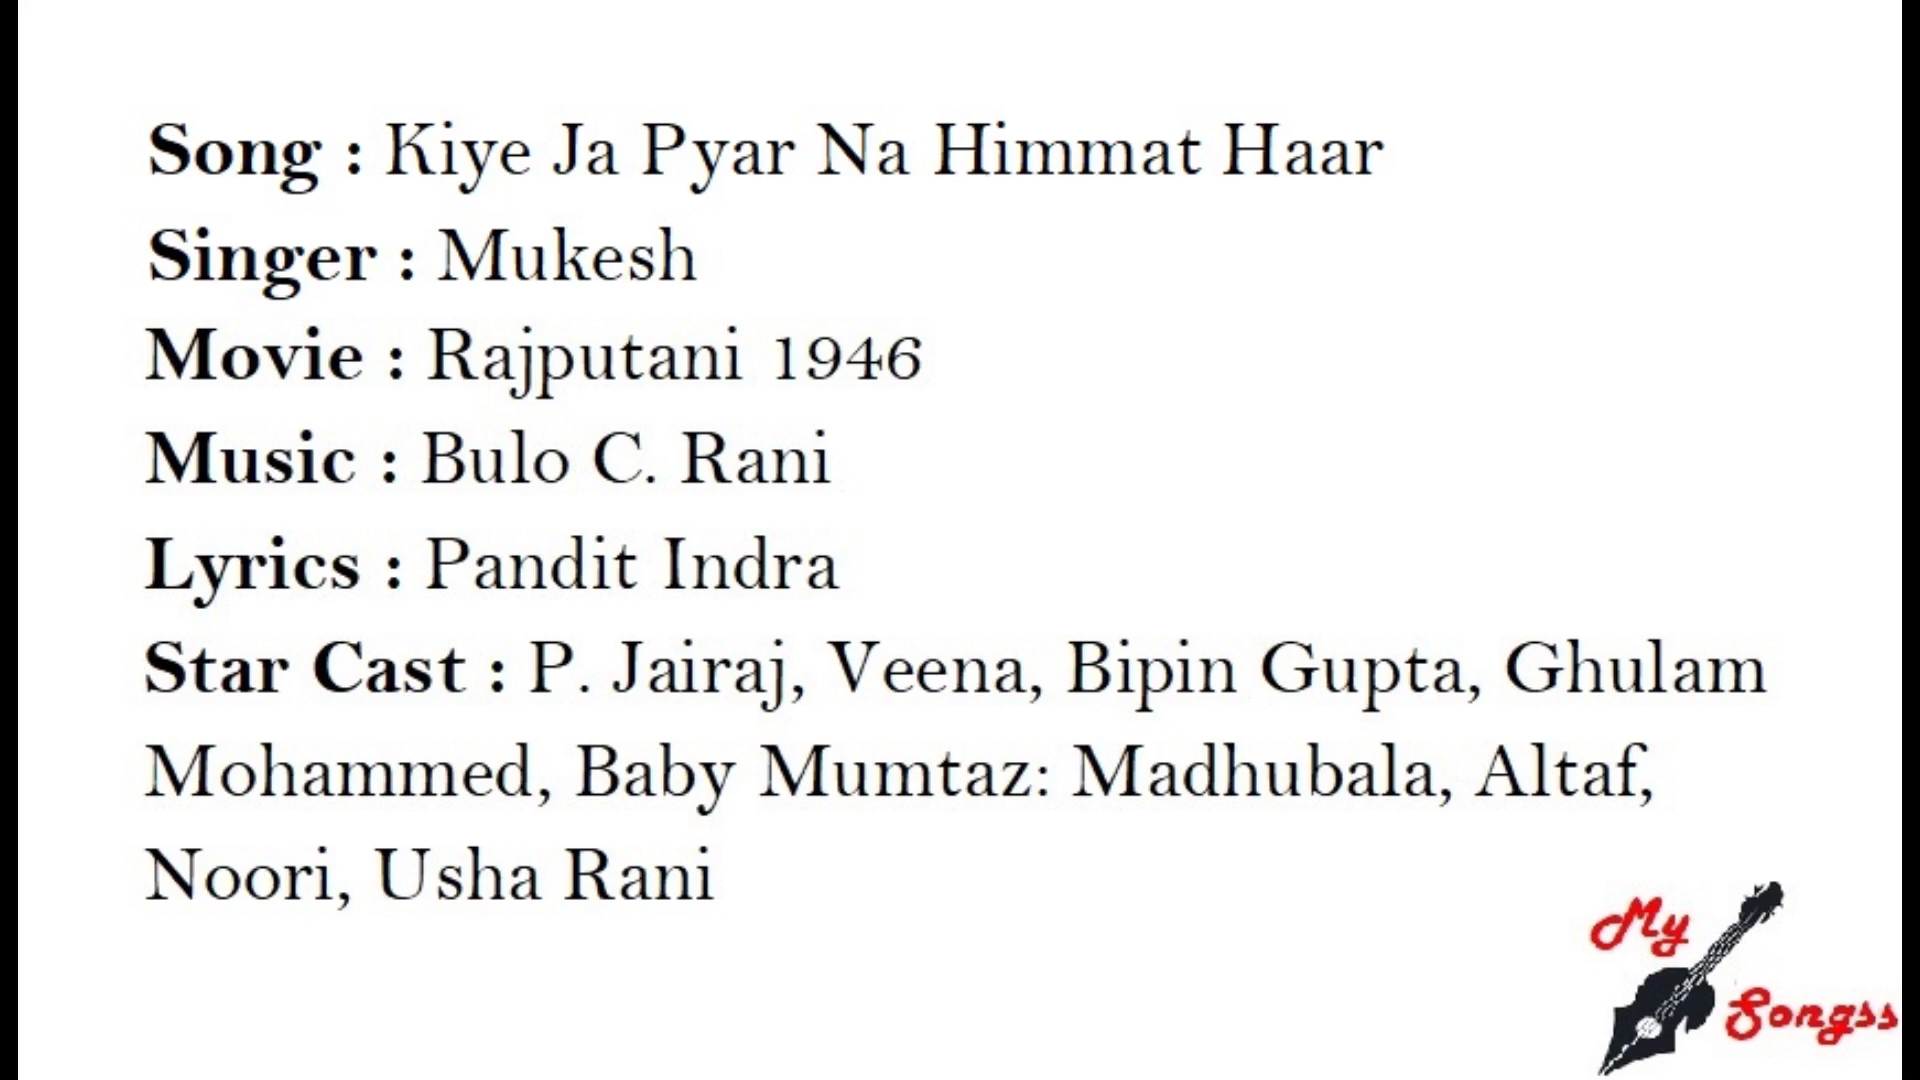 Song : Kiye Ja Pyar Na Himmat Haar
Singer : Mukesh
Movie : Rajputani 1946
Music : Bulo C. Rani
Lyrics : Pandit Indra
Star Cast : P. Jairaj, Veena, Bipin Gupta, Ghulam
Mohammed, Baby Mumtaz: Madhubala, Altaf,
Noori, Usha Rani
My
Songss